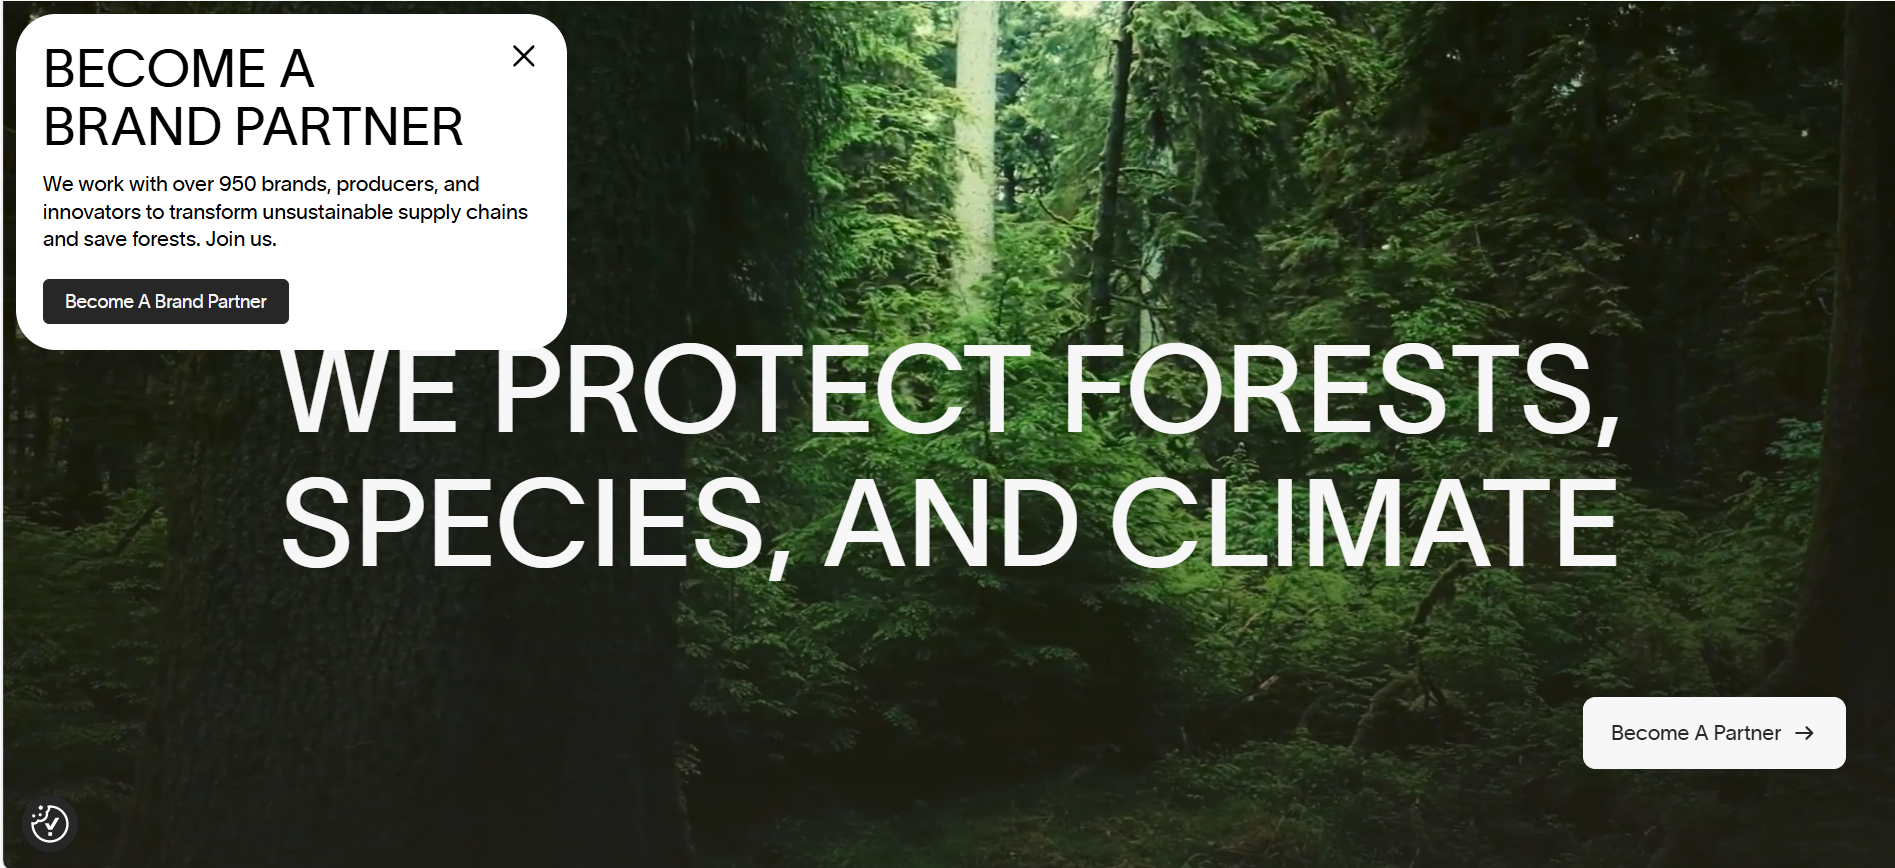 BECOME A
BRAND PARTNER
We work with over 950 brands, producers, and
innovators to transform unsustainable supply chains
and save forests. Join us.
Become A Brand Partner
WE PROTECT FORESTS,
SPECIES, AND CLIMATE
Become A Partner